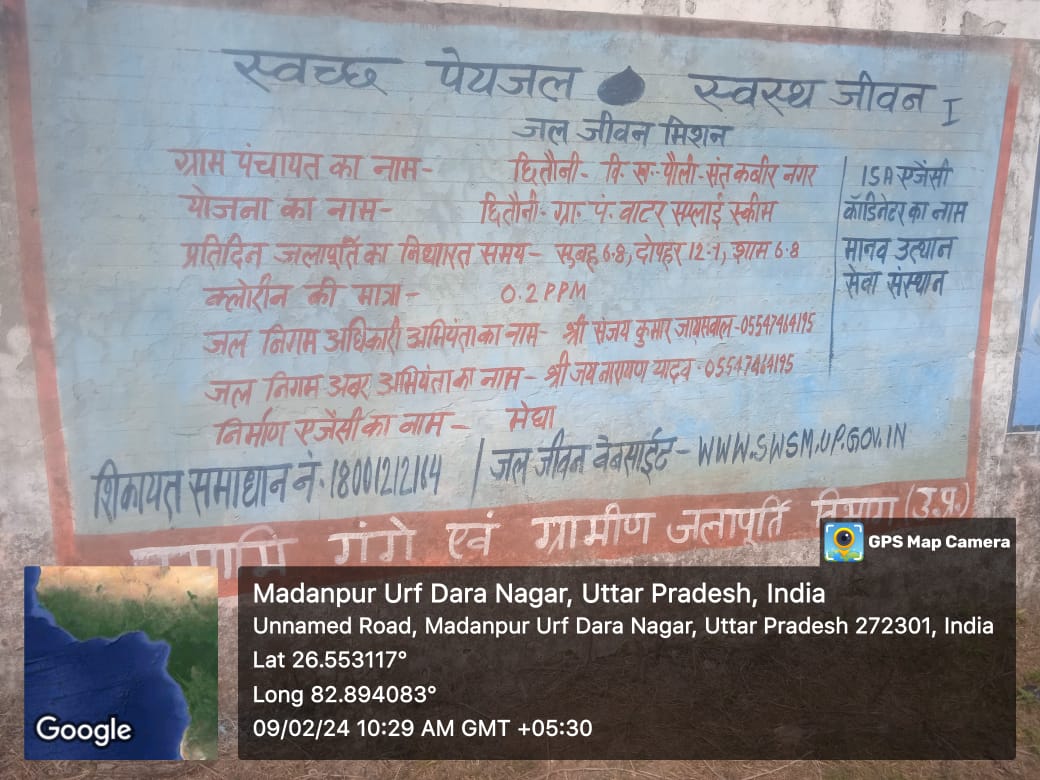 स्वच्छ पेयजल स्वस्थ जीवन I
जल जीवन मिशन
ग्राम पंचायत का नाम- छितौनी- वि. ख.- पौली- संत कबीर नगर
योजना का नाम- छितौनी- ग्रा. पं. वाटर सप्लाई स्कीम
प्रतिदिन जलापूर्ति का निर्धारित समय- सुबह 6-8, दोपहर 12-1, शाम 6-8
क्लोरीन की मात्रा- 0.2 PPM
जल निगम अधिकारी अभियंता का नाम- श्री संजय कुमार जायसवाल-05547464195
जल निगम अवर अभियंता का नाम- श्री जय नारायण यादव-05547464195
निर्माण एजेंसी का नाम- मेघा
ISA एजेंसी
कॉडिनेटर का नाम
मानव उत्थान
सेवा संस्थान
शिकायत समाधान नं.-18001212164 / जल जीवन वेबसाईट- WWW.SWSM.UP.GOV.IN
नमामि गंगे एवं ग्रामीण जलापूर्ति विभाग (उ.प्र.)
GPS Map Camera
Madanpur Urf Dara Nagar, Uttar Pradesh, India
Unnamed Road, Madanpur Urf Dara Nagar, Uttar Pradesh 272301, India
Lat 26.553117°
Long 82.894083°
09/02/24 10:29 AM GMT +05:30
Google